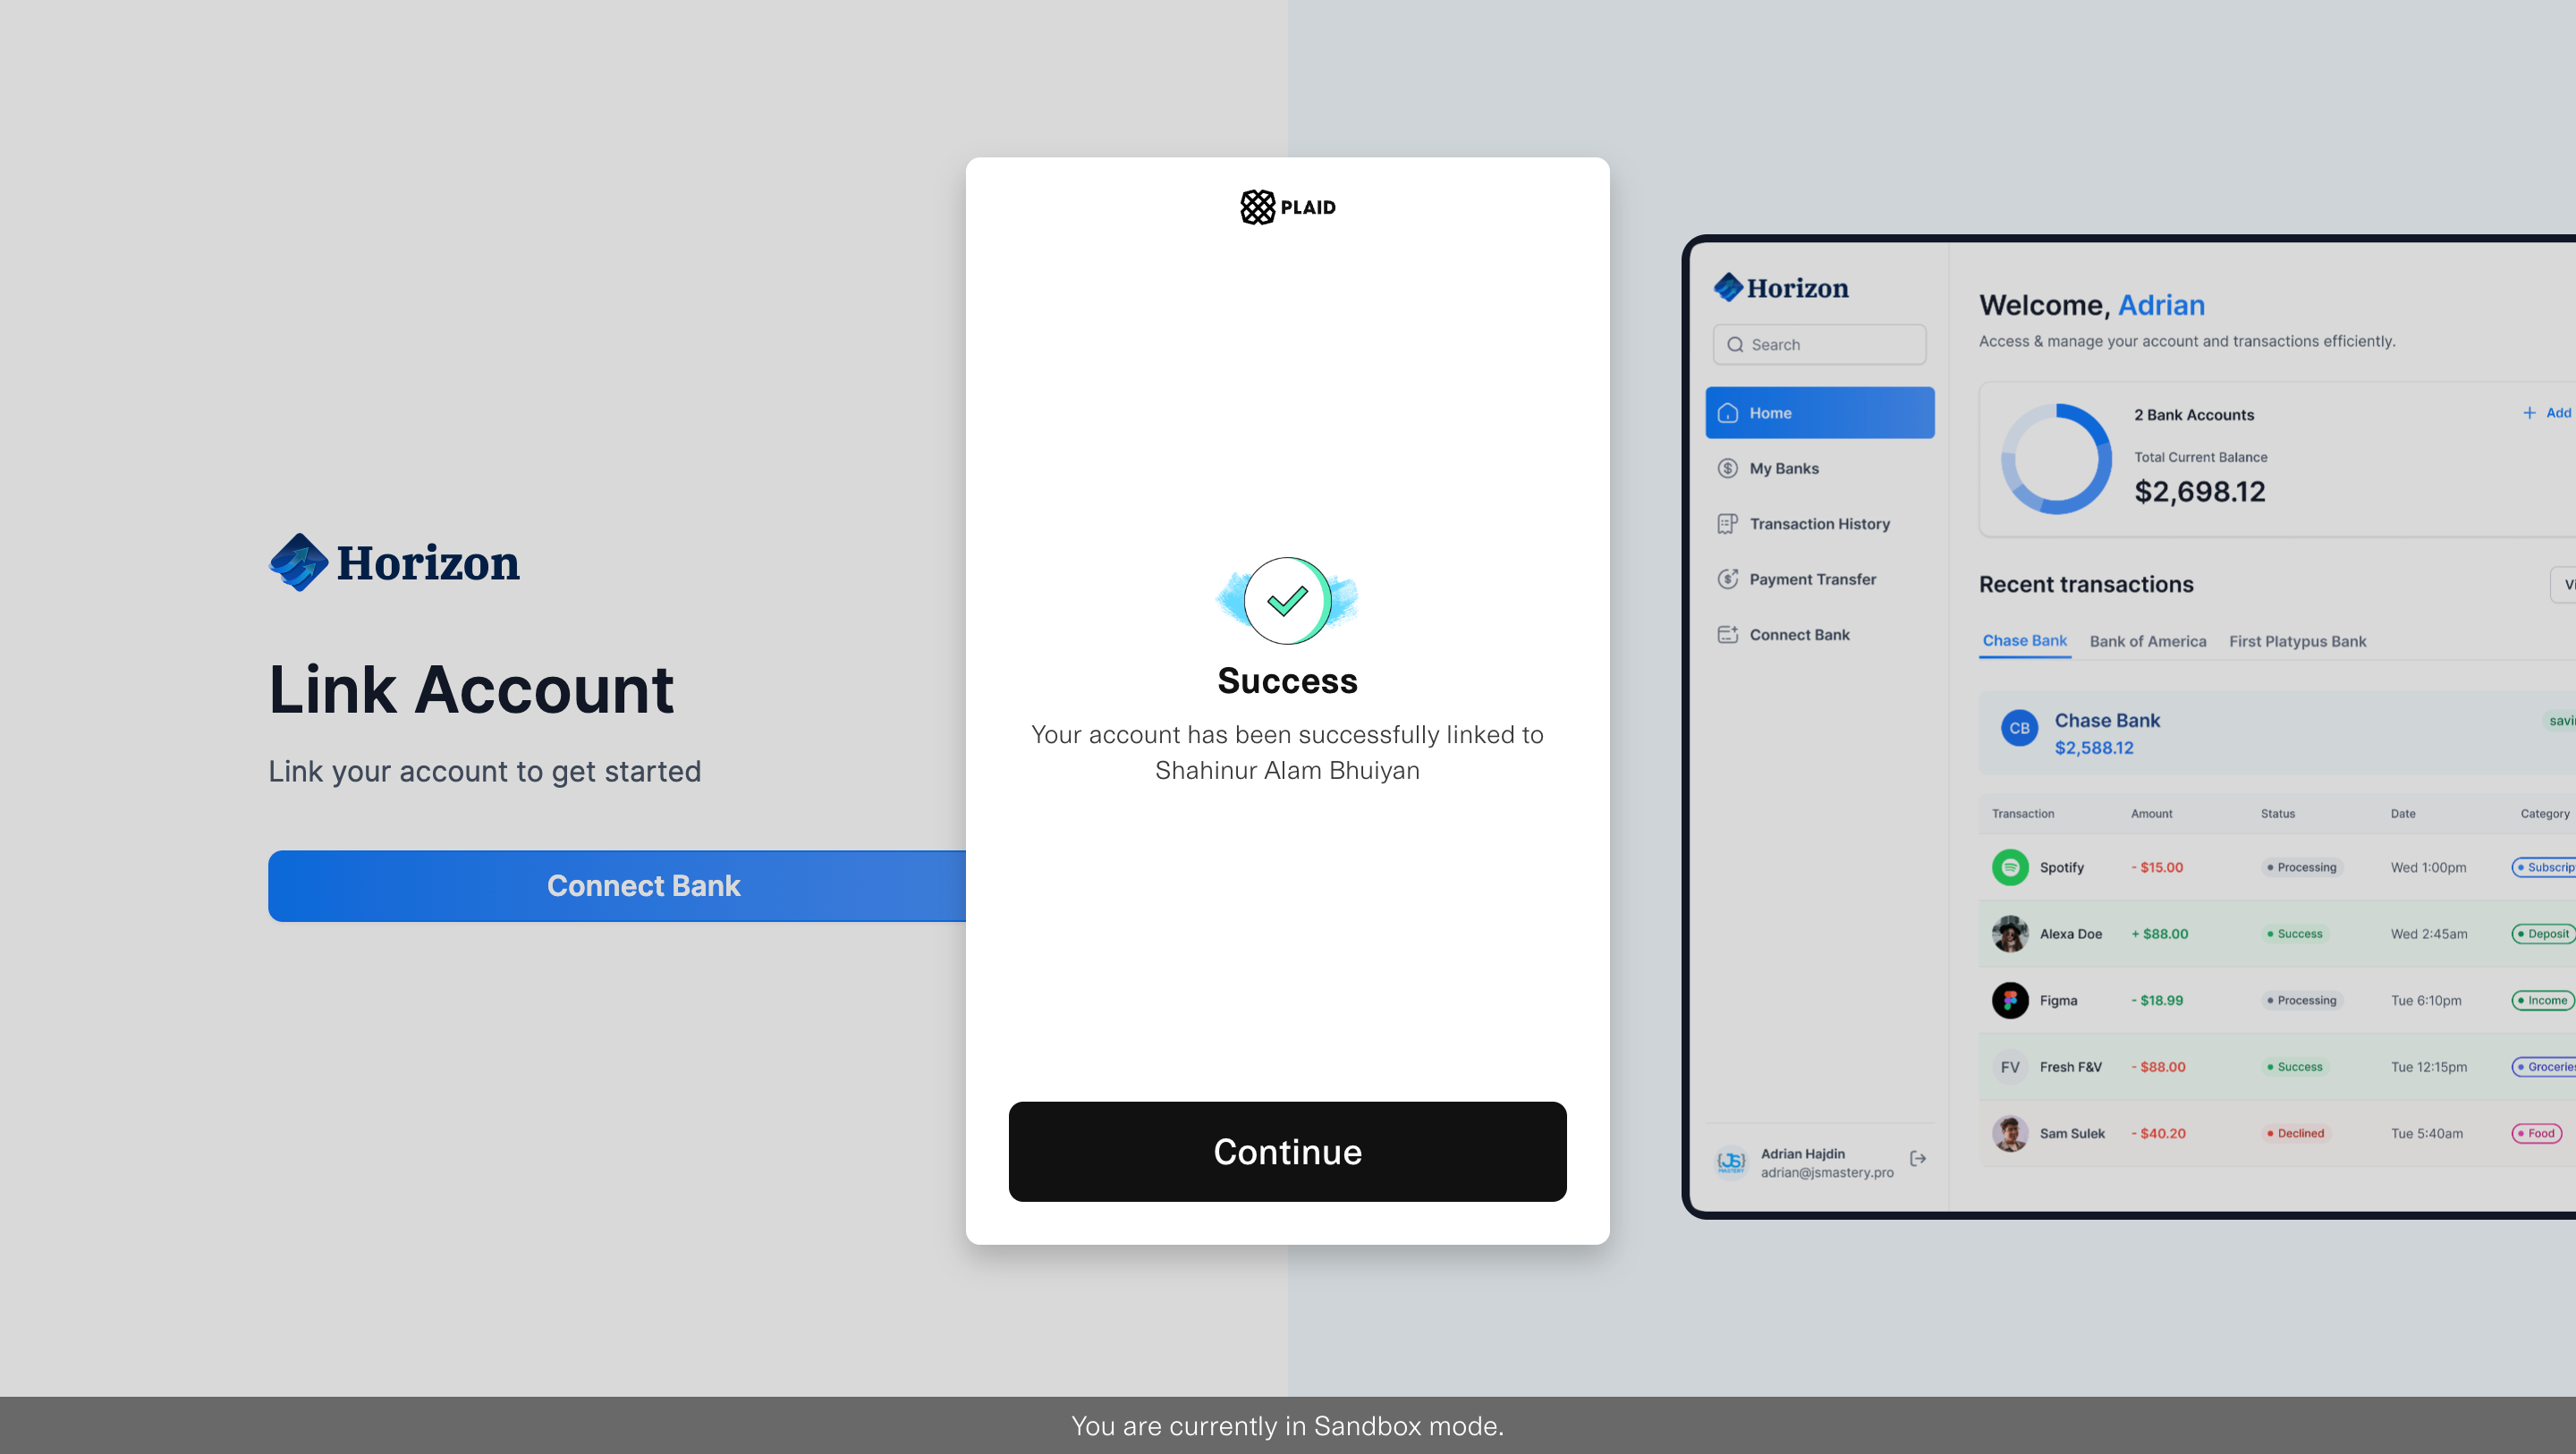 Horizon
Link Account
Link your account to get started
Connect Bank
PLAID
Success
Your account has been successfully linked to
Shahinur Alam Bhuiyan
Continue
Horizon
Search
Home
My Banks
Transaction History
Payment Transfer
Connect Bank
{JS}
MASTERY
Adrian Hajdin
adrian@jsmastery.pro
Welcome, Adrian
Access & manage your account and transactions efficiently.
2 Bank Accounts
+ Add
Total Current Balance
$2,698.12
Recent transactions
Vi
Chase Bank Bank of America First Platypus Bank
CB Chase Bank savin
$2,588.12
Transaction Amount Status Date Category
Spotify - $15.00 Processing Wed 1:00pm Subscrip
Alexa Doe + $88.00 Success Wed 2:45am Deposit
Figma - $18.99 Processing Tue 6:10pm Income
FV Fresh F&V - $88.00 Success Tue 12:15pm Groceries
Sam Sulek - $40.20 Declined Tue 5:40am Food
You are currently in Sandbox mode.